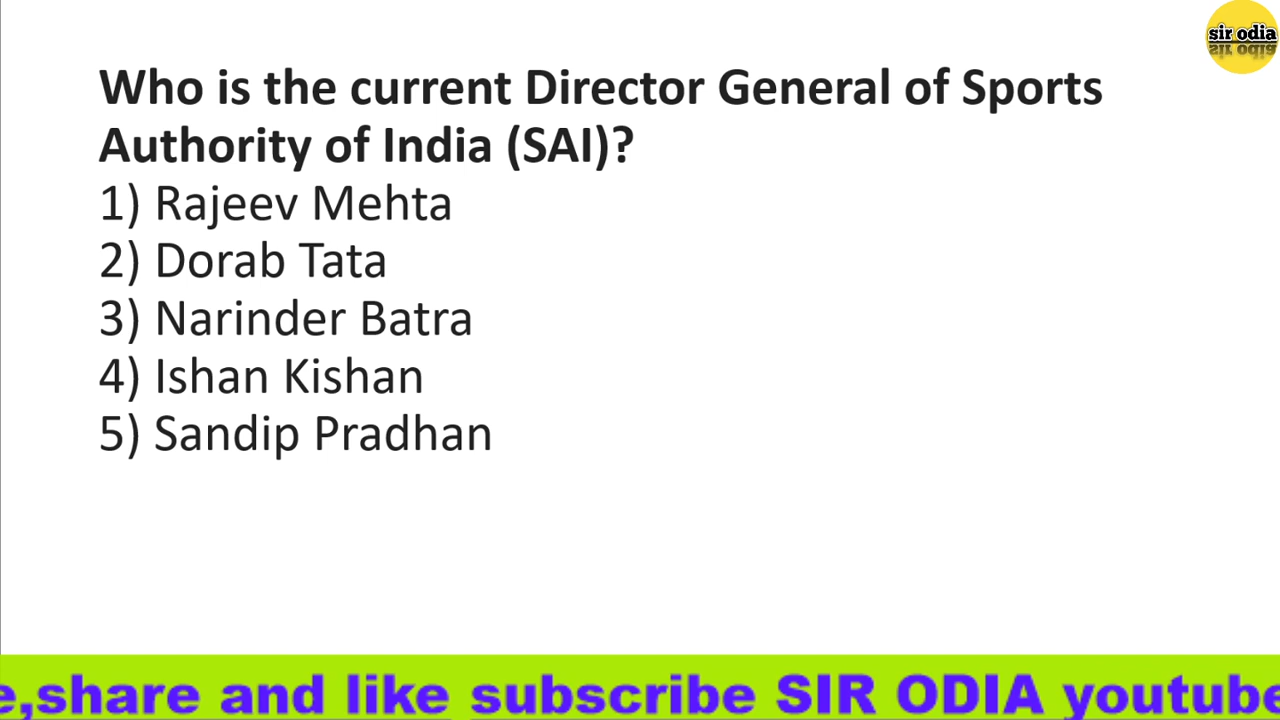 sir odia
Who is the current Director General of Sports
Authority of India (SAI)?
1) Rajeev Mehta
2) Dorab Tata
3) Narinder Batra
4) Ishan Kishan
5) Sandip Pradhan
e,share and like subscribe SIR ODIA youtube